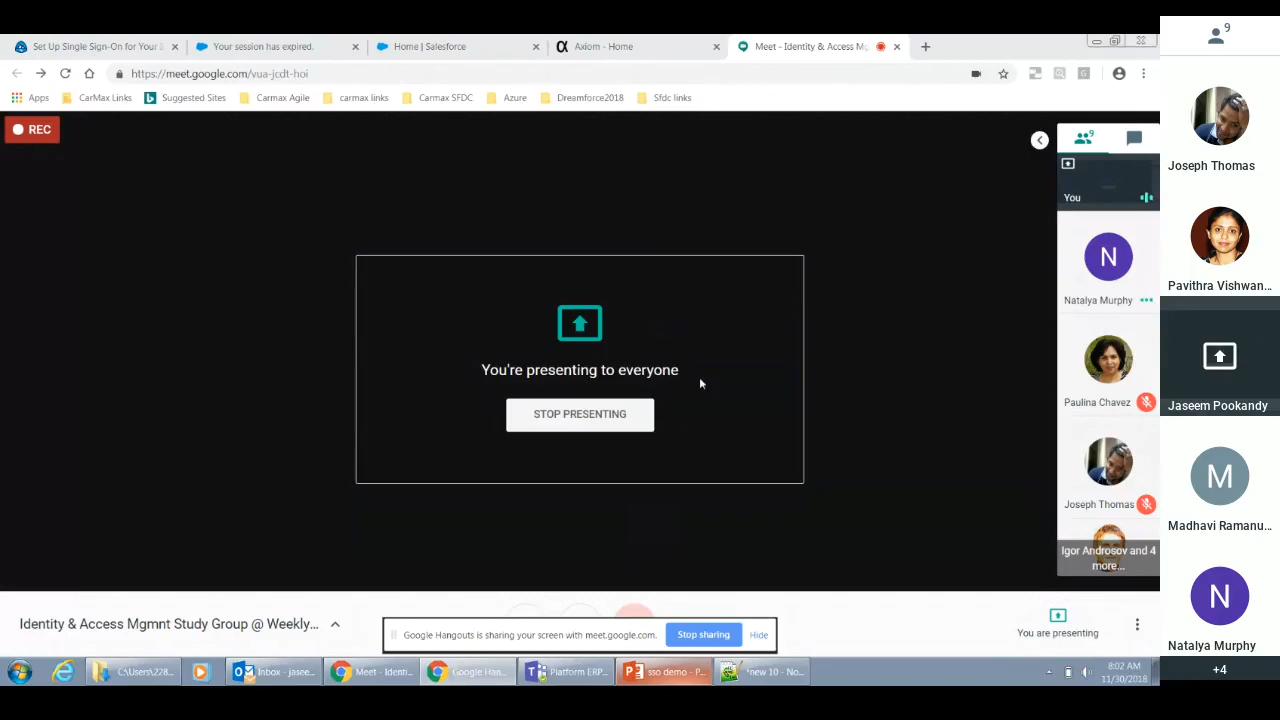 Set Up Single Sign-On for Your
Your session has expired.
Home | Salesforce
Axiom - Home
Meet - Identity & Access M
https://meet.google.com/vua-jcdt-hoi
Apps
CarMax Links
Suggested Sites
Carmax Agile
carmax links
Carmax SFDC
Azure
Dreamforce2018
Sfdc links
REC
You're presenting to everyone
STOP PRESENTING
9
You
N
Natalya Murphy
Paulina Chavez
Joseph Thomas
Igor Androsov and 4
more...
Identity & Access Mgmnt Study Group @ Weekly...
Google Hangouts is sharing your screen with meet.google.com.
Stop sharing
Hide
You are presenting
C:\Users\228...
Inbox - jasee...
Meet - Identi...
Google Han...
Platform ERP...
sso demo - P...
*new 10 - No...
8:02 AM
11/30/2018
9
Joseph Thomas
Pavithra Vishwan...
Jaseem Pookandy
M
Madhavi Ramanu...
N
Natalya Murphy
+4